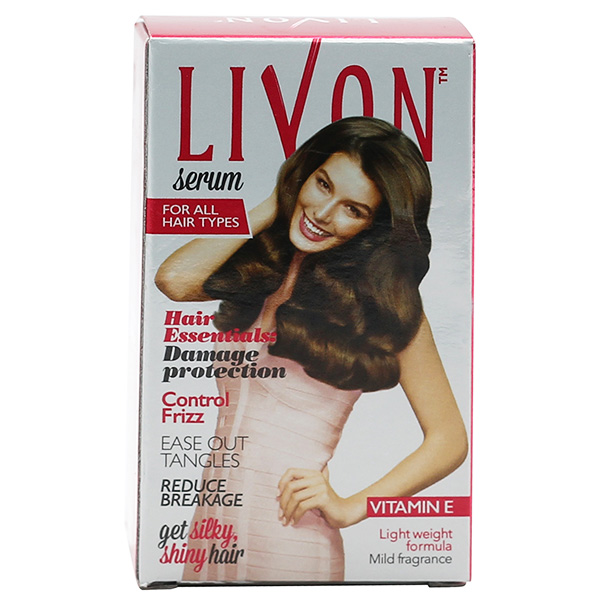 LIVON
LIVON™
serum
FOR ALL
HAIR TYPES
Hair
Essentials:
Damage
protection
Control
Frizz
EASE OUT
TANGLES
REDUCE
BREAKAGE
get silky,
shiny hair
VITAMIN E
Light weight
formula
Mild fragrance